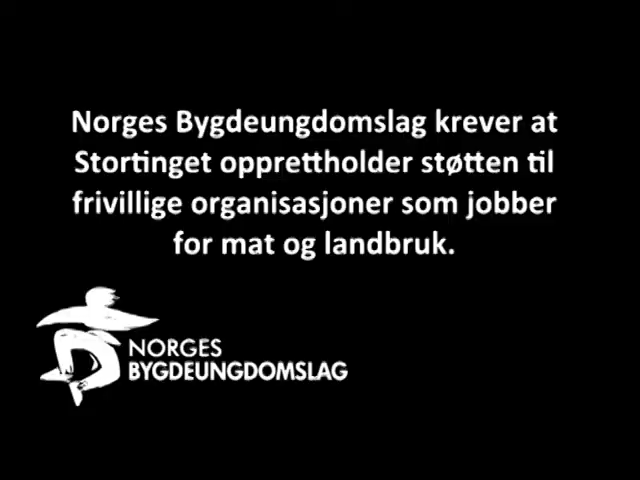 Norges Bygdeungdomslag krever at
Stortinget opprettholder støtten til
frivillige organisasjoner som jobber
for mat og landbruk.
NORGES
BYGDEUNGDOMSLAG